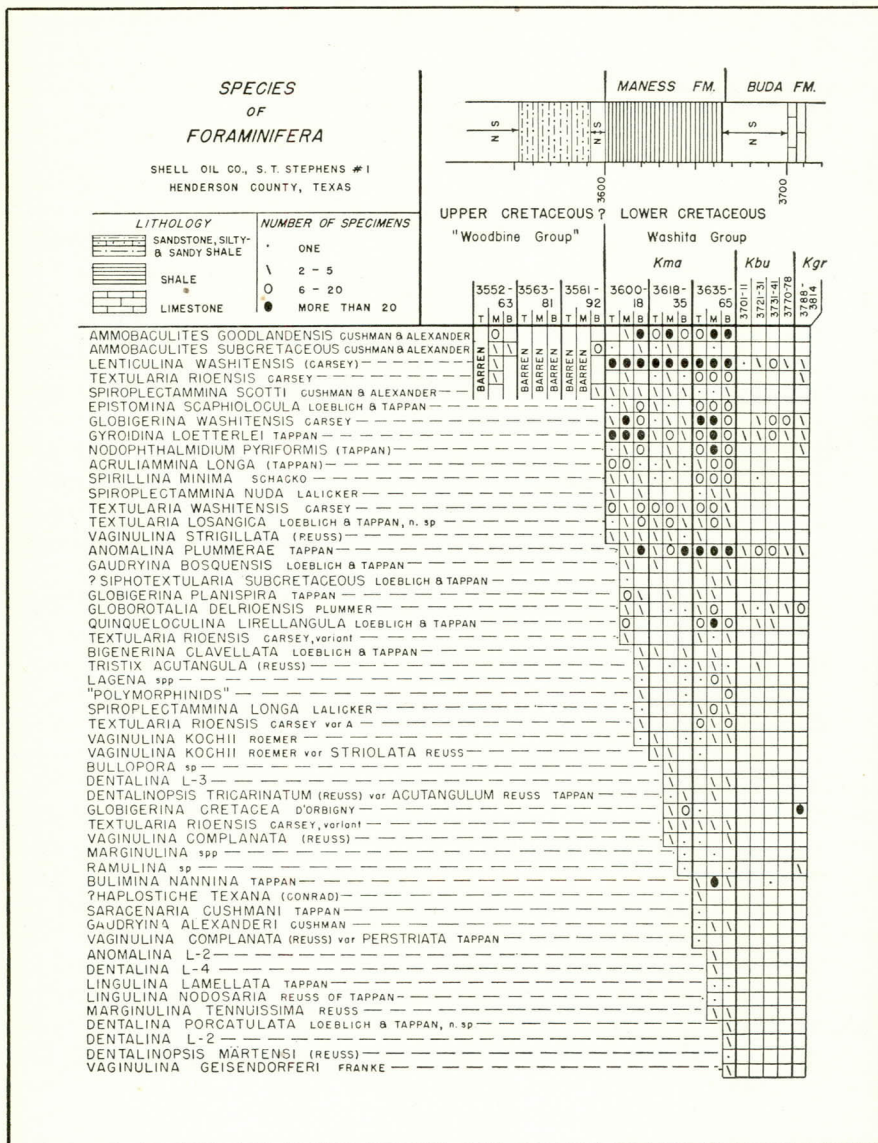 SPECIES
OF
FORAMINIFERA
SHELL OIL CO., S. T. STEPHENS #1
HENDERSON COUNTY, TEXAS
MANESS FM. BUDA FM.
N S N S N S
3600 3700
LITHOLOGY
SANDSTONE, SILTY-
& SANDY SHALE
SHALE
LIMESTONE
NUMBER OF SPECIMENS
· ONE
\ 2 - 5
O 6 - 20
● MORE THAN 20
UPPER CRETACEOUS? LOWER CRETACEOUS
"Woodbine Group" Washita Group
Kma Kbu Kgr
3552-63 3563-81 3581-92 3600-18 3618-35 3635-65 3701-11 3721-31 3731-41 3770-78 3788-3814
T M B T M B T M B T M B T M B T M B
BARREN BARREN BARREN BARREN BARREN BARREN
AMMOBACULITES GOODLANDENSIS CUSHMAN & ALEXANDER
AMMOBACULITES SUBCRETACEOUS CUSHMAN & ALEXANDER
LENTICULINA WASHITENSIS (CARSEY)
TEXTULARIA RIOENSIS CARSEY
SPIROPLECTAMMINA SCOTTI CUSHMAN & ALEXANDER
EPISTOMINA SCAPHIOLOCULA LOEBLICH & TAPPAN
GLOBIGERINA WASHITENSIS CARSEY
GYROIDINA LOETTERLEI TAPPAN
NODOPHTHALMIDIUM PYRIFORMIS (TAPPAN)
ACRULIAMMINA LONGA (TAPPAN)
SPIRILLINA MINIMA SCHACKO
SPIROPLECTAMMINA NUDA LALICKER
TEXTULARIA WASHITENSIS CARSEY
TEXTULARIA LOSANGICA LOEBLICH & TAPPAN, n. sp
VAGINULINA STRIGILLATA (REUSS)
ANOMALINA PLUMMERAE TAPPAN
GAUDRYINA BOSQUENSIS LOEBLICH & TAPPAN
? SIPHOTEXTULARIA SUBCRETACEOUS LOEBLICH & TAPPAN
GLOBIGERINA PLANISPIRA TAPPAN
GLOBOROTALIA DELRIOENSIS PLUMMER
QUINQUELOCULINA LIRELLANGULA LOEBLICH & TAPPAN
TEXTULARIA RIOENSIS CARSEY, variant
BIGENERINA CLAVELLATA LOEBLICH & TAPPAN
TRISTIX ACUTANGULA (REUSS)
LAGENA spp
"POLYMORPHINIDS"
SPIROPLECTAMMINA LONGA LALICKER
TEXTULARIA RIOENSIS CARSEY var A
VAGINULINA KOCHII ROEMER
VAGINULINA KOCHII ROEMER var STRIOLATA REUSS
BULLOPORA sp
DENTALINA L-3
DENTALINOPSIS TRICARINATUM (REUSS) var ACUTANGULUM REUSS TAPPAN
GLOBIGERINA CRETACEA D'ORBIGNY
TEXTULARIA RIOENSIS CARSEY, variant
VAGINULINA COMPLANATA (REUSS)
MARGINULINA spp
RAMULINA sp
BULIMINA NANNINA TAPPAN
?HAPLOSTICHE TEXANA (CONRAD)
SARACENARIA CUSHMANI TAPPAN
GAUDRYINA ALEXANDERI CUSHMAN
VAGINULINA COMPLANATA (REUSS) var PERSTRIATA TAPPAN
ANOMALINA L-2
DENTALINA L-4
LINGULINA LAMELLATA TAPPAN
LINGULINA NODOSARIA REUSS OF TAPPAN
MARGINULINA TENNUISSIMA REUSS
DENTALINA PORCATULATA LOEBLICH & TAPPAN, n. sp
DENTALINA L-2
DENTALINOPSIS MARTENSI (REUSS)
VAGINULINA GEISENDORFERI FRANKE